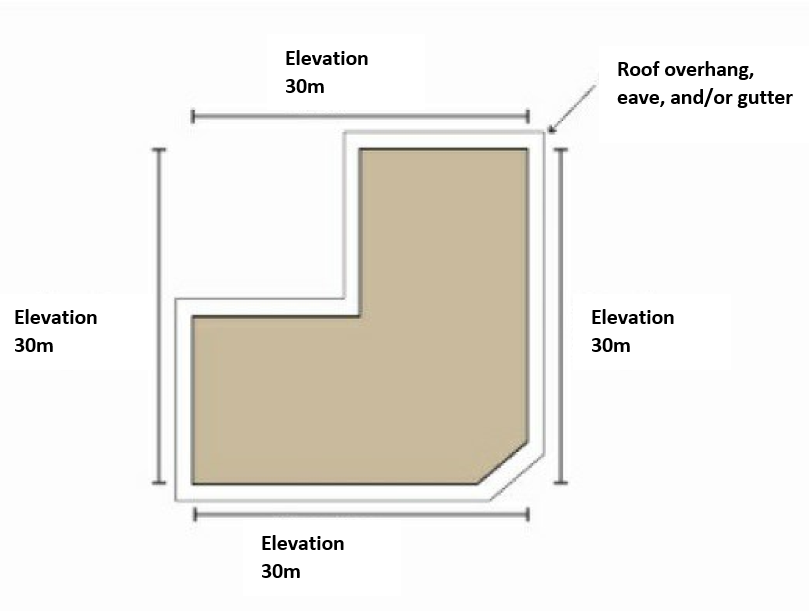 Elevation
30m
Roof overhang,
eave, and/or gutter
Elevation
30m
Elevation
30m
Elevation
30m